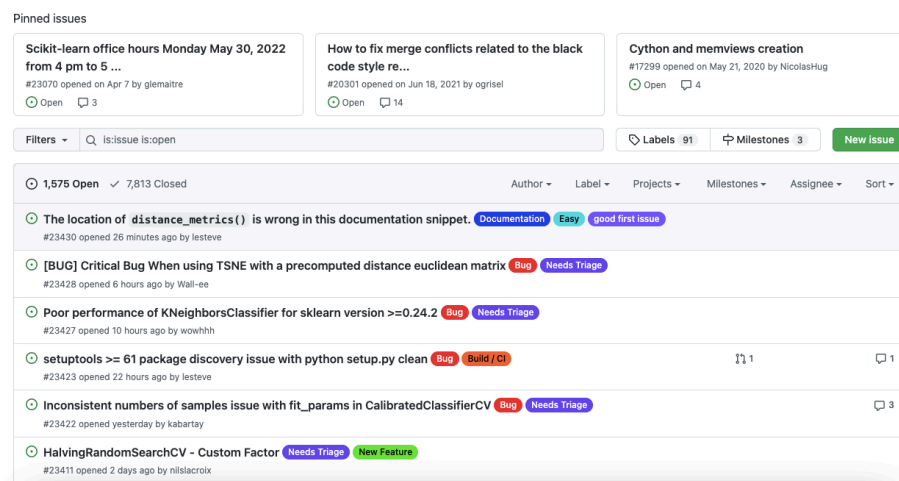 Pinned issues
Scikit-learn office hours Monday May 30, 2022
from 4 pm to 5 ...
#23070 opened on Apr 7 by glemaitre
Open 3
How to fix merge conflicts related to the black
code style re...
#20301 opened on Jun 18, 2021 by ogrisel
Open 14
Cython and memviews creation
#17299 opened on May 21, 2020 by NicolasHug
Open 4
Filters is:issue is:open Labels 91 Milestones 3 New issue
1,575 Open 7,813 Closed Author Label Projects Milestones Assignee Sort
The location of distance_metrics() is wrong in this documentation snippet. Documentation Easy good first issue
#23430 opened 26 minutes ago by lesteve
[BUG] Critical Bug When using TSNE with a precomputed distance euclidean matrix Bug Needs Triage
#23428 opened 6 hours ago by Wall-ee
Poor performance of KNeighborsClassifier for sklearn version >=0.24.2 Bug Needs Triage
#23427 opened 10 hours ago by wowhhh
setuptools >= 61 package discovery issue with python setup.py clean Bug Build / CI 1 1
#23423 opened 22 hours ago by lesteve
Inconsistent numbers of samples issue with fit_params in CalibratedClassifierCV Bug Needs Triage 3
#23422 opened yesterday by kabartay
HalvingRandomSearchCV - Custom Factor Needs Triage New Feature
#23411 opened 2 days ago by nilslacroix